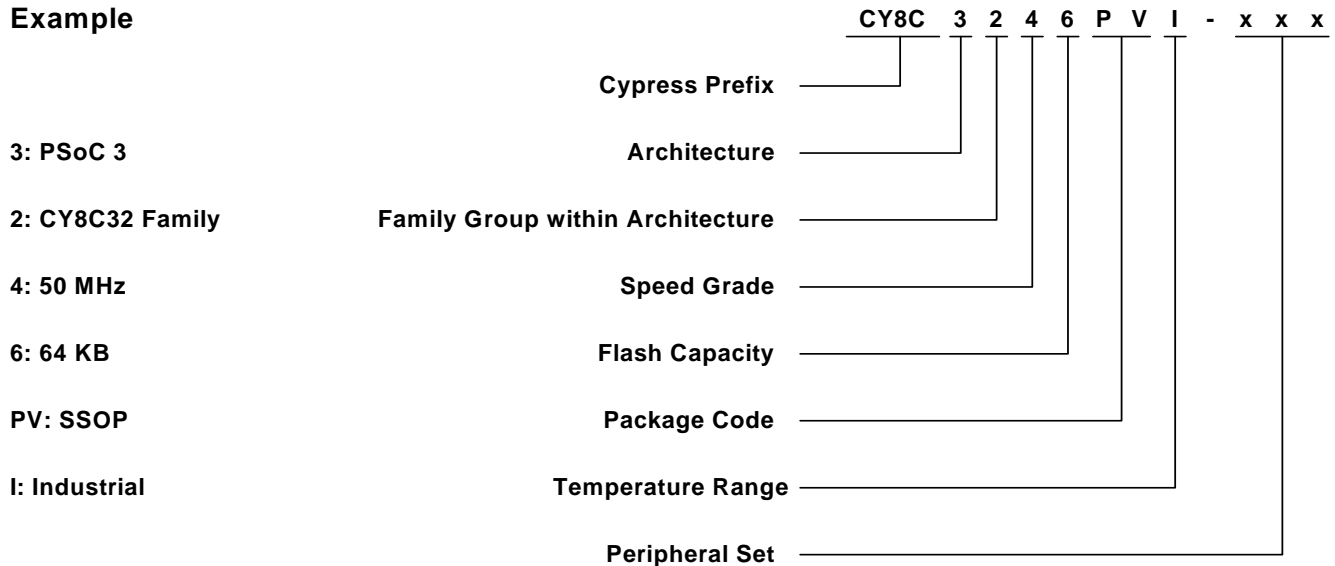 Example CY8C 3 2 4 6 P V I - x x x
Cypress Prefix
3: PSoC 3 Architecture
2: CY8C32 Family Family Group within Architecture
4: 50 MHz Speed Grade
6: 64 KB Flash Capacity
PV: SSOP Package Code
I: Industrial Temperature Range
Peripheral Set